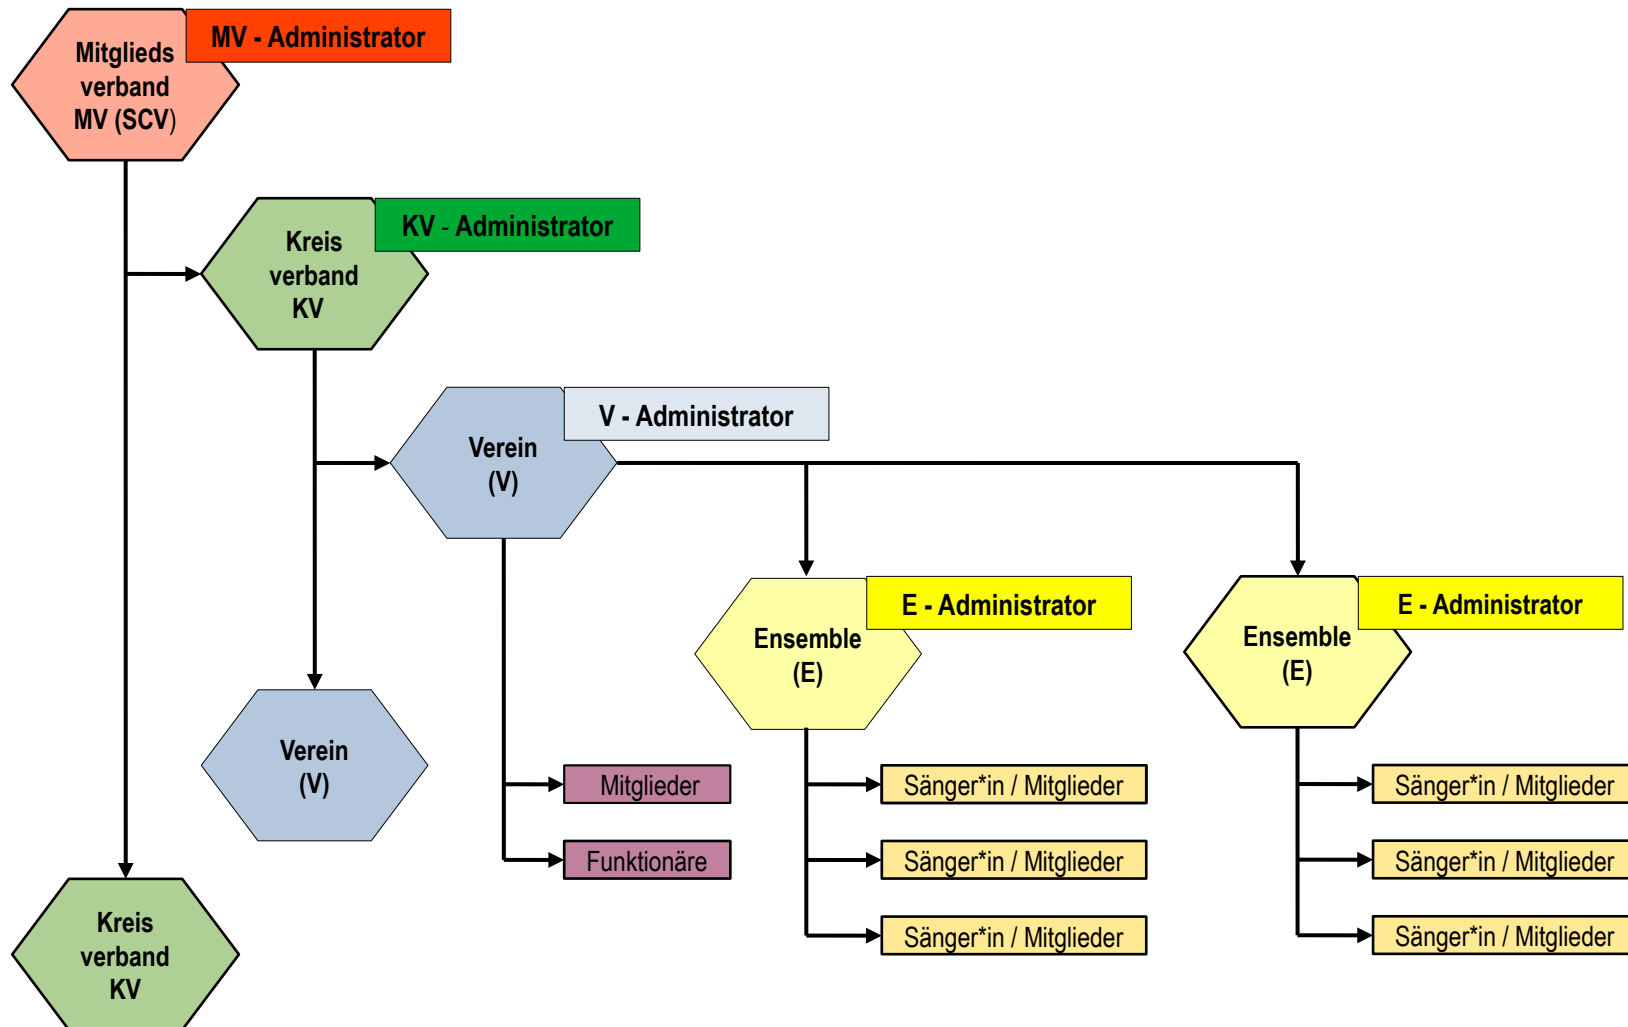 MV - Administrator
Mitglieds
verband
MV (SCV)
KV - Administrator
Kreis
verband
KV
V - Administrator
Verein
(V)
E - Administrator
Ensemble
(E)
E - Administrator
Ensemble
(E)
Verein
(V)
Mitglieder
Sänger*in / Mitglieder
Sänger*in / Mitglieder
Funktionäre
Sänger*in / Mitglieder
Sänger*in / Mitglieder
Sänger*in / Mitglieder
Sänger*in / Mitglieder
Kreis
verband
KV